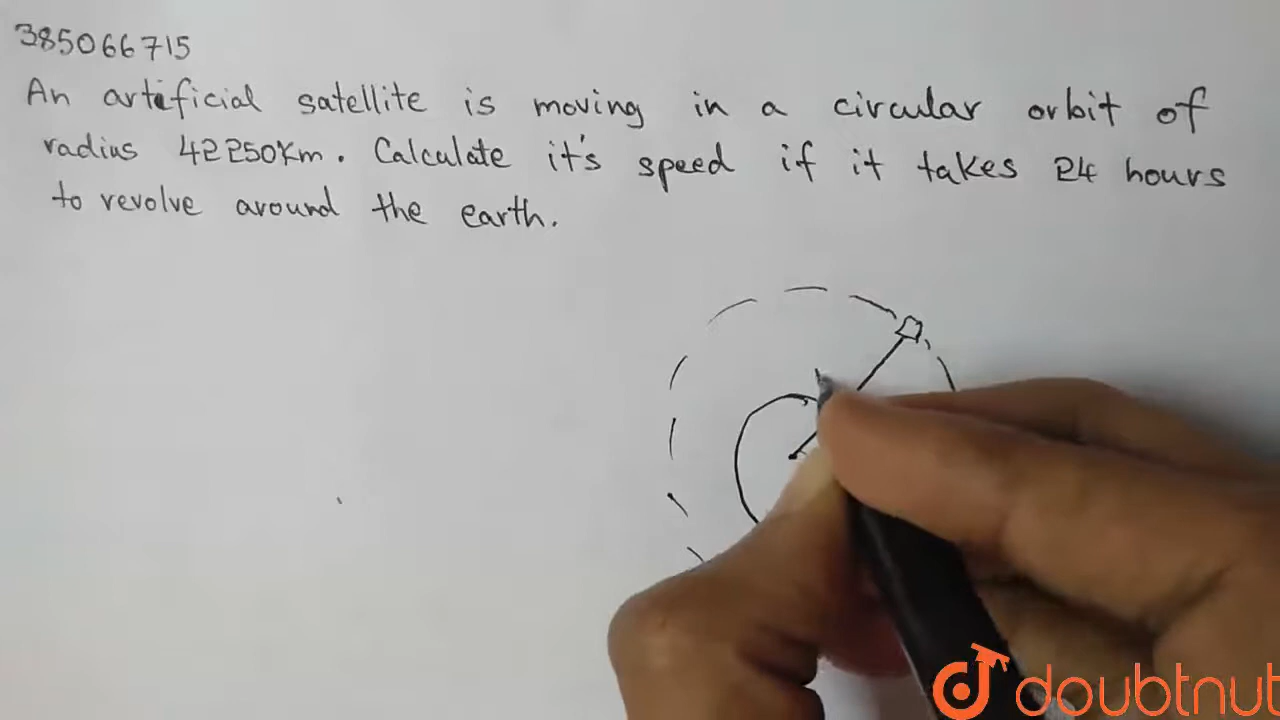 385066715
An artificial satellite is moving in a circular orbit of
radius 42250Km. Calculate it's speed if it takes 24 hours
to revolve around the earth.
doubtnut